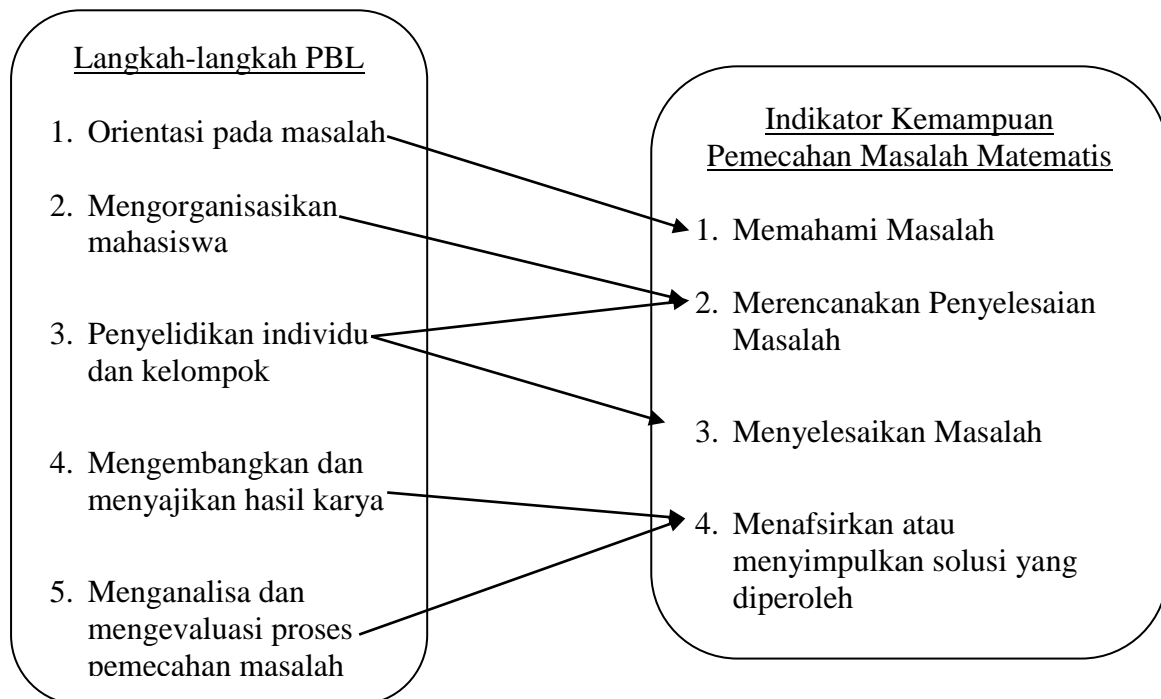 Langkah-langkah PBL
1. Orientasi pada masalah
2. Mengorganisasikan
mahasiswa
3. Penyelidikan individu
dan kelompok
4. Mengembangkan dan
menyajikan hasil karya
5. Menganalisa dan
mengevaluasi proses
pemecahan masalah
Indikator Kemampuan
Pemecahan Masalah Matematis
1. Memahami Masalah
2. Merencanakan Penyelesaian
Masalah
3. Menyelesaikan Masalah
4. Menafsirkan atau
menyimpulkan solusi yang
diperoleh